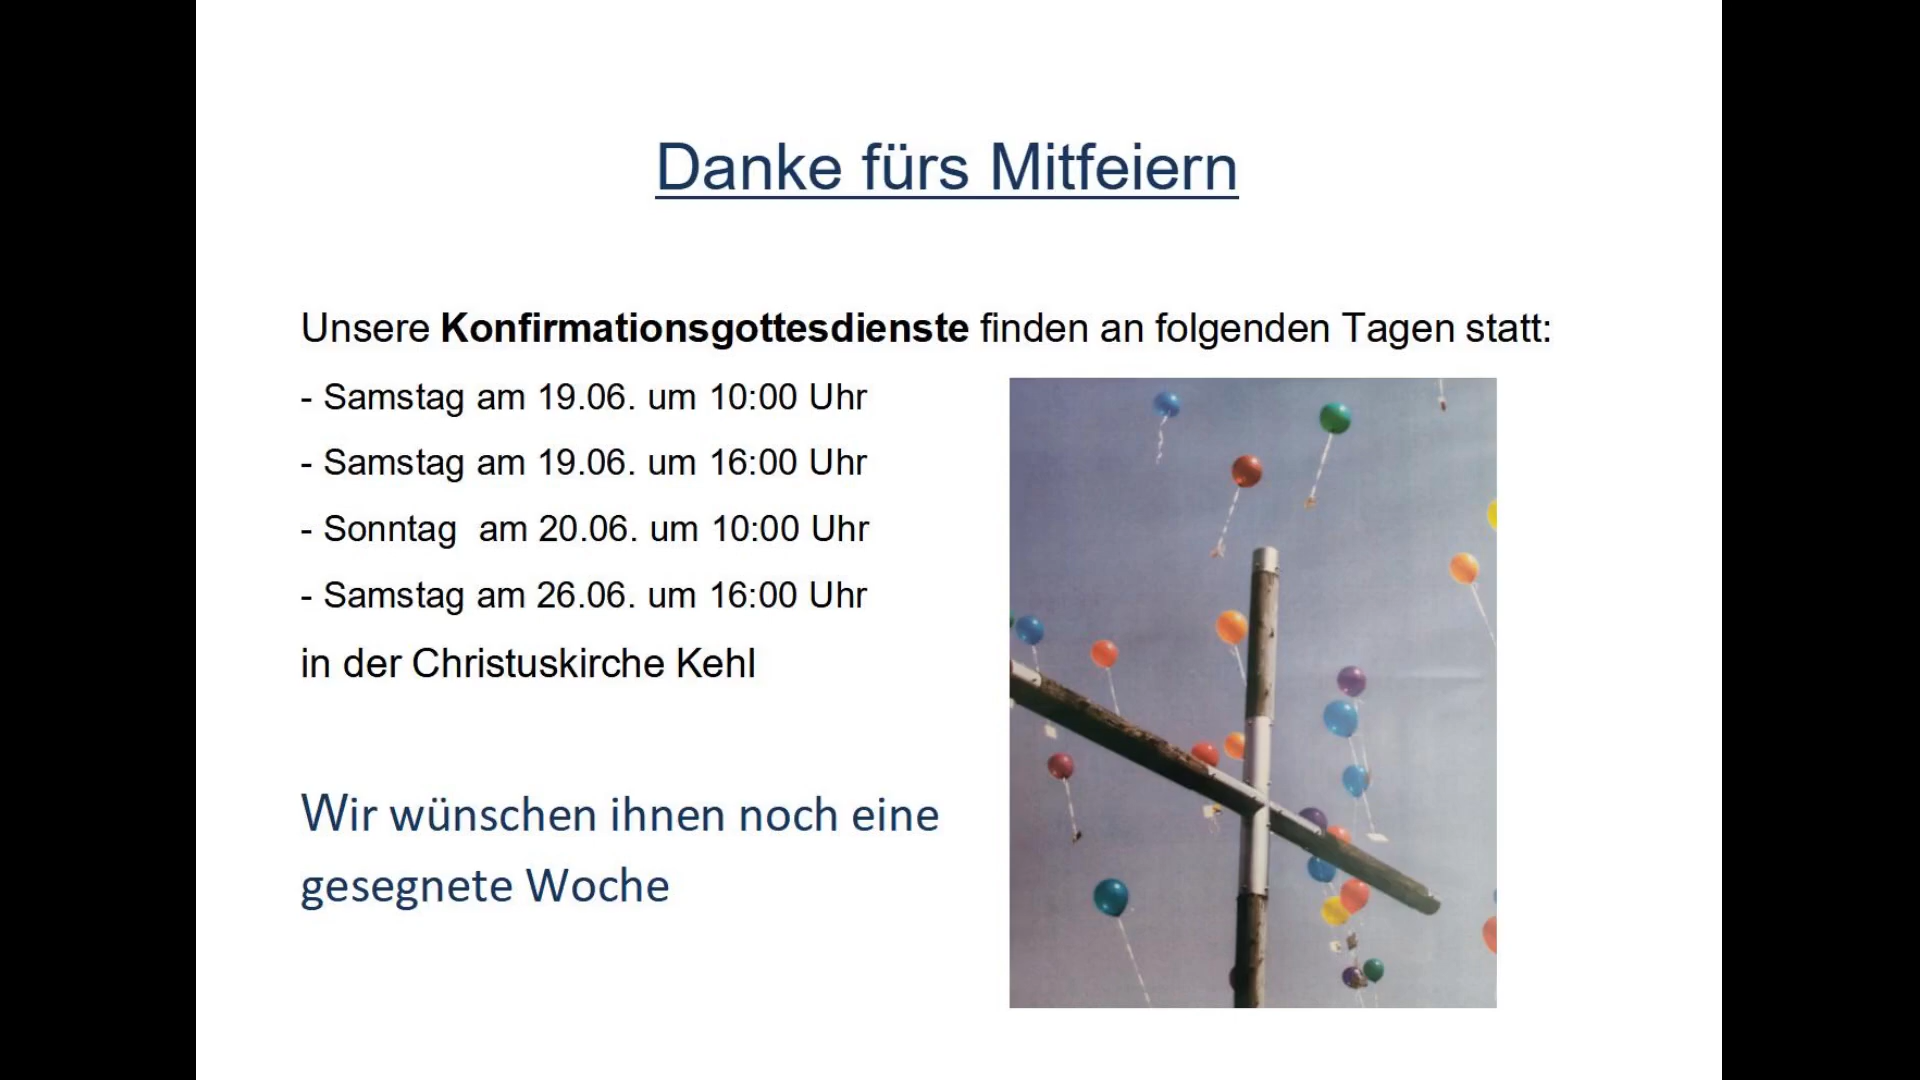 Danke fürs Mitfeiern
Unsere Konfirmationsgottesdienste finden an folgenden Tagen statt:
- Samstag am 19.06. um 10:00 Uhr
- Samstag am 19.06. um 16:00 Uhr
- Sonntag  am 20.06. um 10:00 Uhr
- Samstag am 26.06. um 16:00 Uhr
in der Christuskirche Kehl
Wir wünschen ihnen noch eine
gesegnete Woche